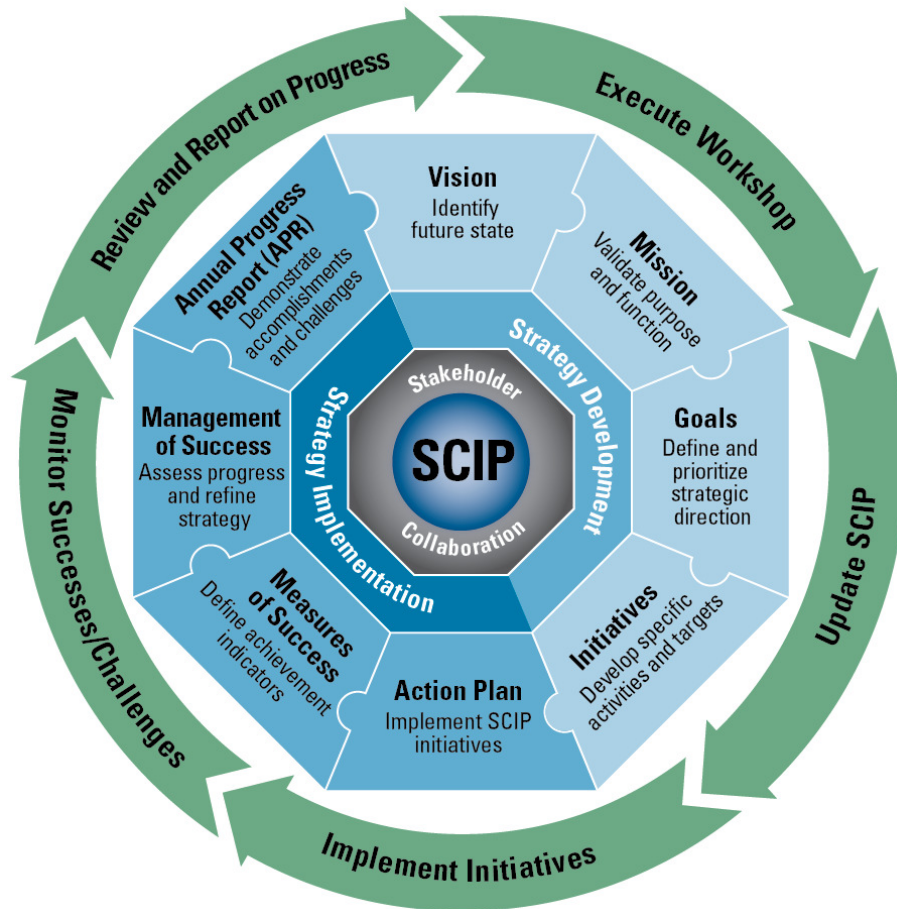 Review and Report on Progress
Execute Workshop
Update SCIP
Implement Initiatives
Monitor Successes/Challenges
Vision
Identify
future state
Mission
Validate purpose
and function
Goals
Define and
prioritize
strategic
direction
Initiatives
Develop specific
activities and targets
Action Plan
Implement SCIP
initiatives
Measures
of Success
Define achievement
indicators
Management
of Success
Assess progress
and refine
strategy
Annual Progress
Report (APR)
Demonstrate
accomplishments
and challenges
Strategy Development
Strategy Implementation
Stakeholder
SCIP
Collaboration